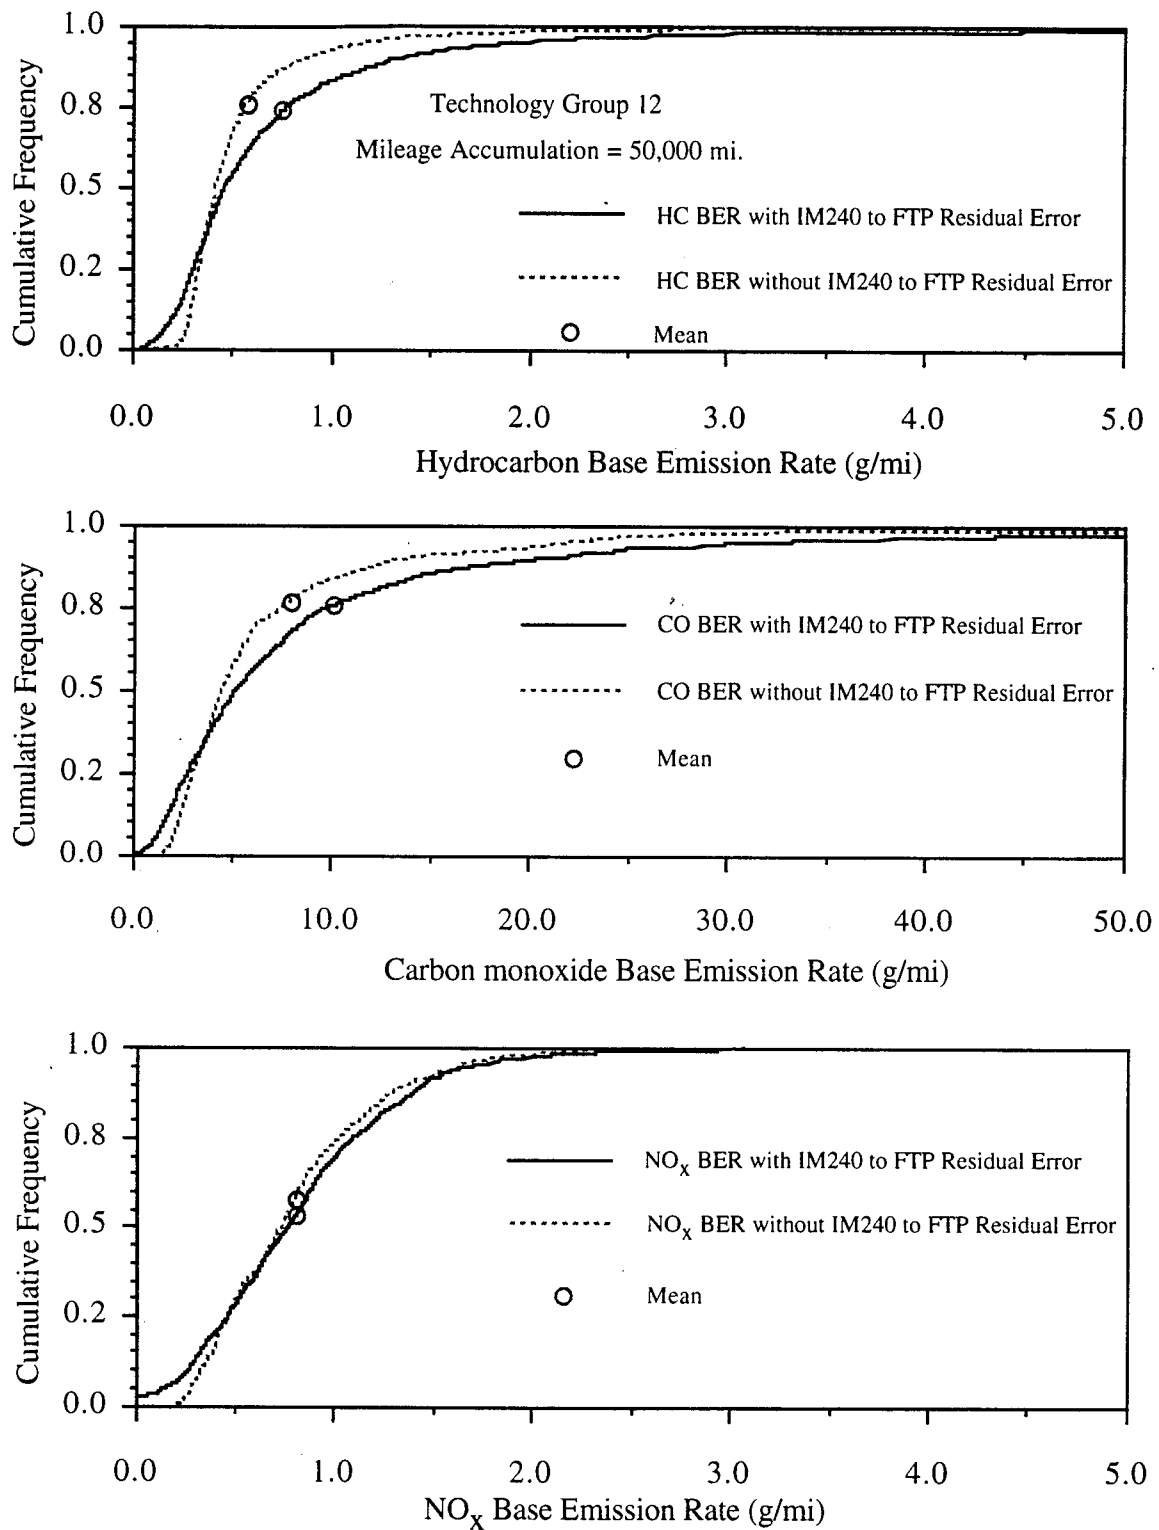 1.0
0.8
0.5
0.2
0.0
Cumulative Frequency
Technology Group 12
Mileage Accumulation = 50,000 mi.
HC BER with IM240 to FTP Residual Error
HC BER without IM240 to FTP Residual Error
Mean
0.0 1.0 2.0 3.0 4.0 5.0
Hydrocarbon Base Emission Rate (g/mi)
1.0
0.8
0.5
0.2
0.0
Cumulative Frequency
CO BER with IM240 to FTP Residual Error
CO BER without IM240 to FTP Residual Error
Mean
0.0 10.0 20.0 30.0 40.0 50.0
Carbon monoxide Base Emission Rate (g/mi)
1.0
0.8
0.5
0.2
0.0
Cumulative Frequency
NOx BER with IM240 to FTP Residual Error
NOx BER without IM240 to FTP Residual Error
Mean
0.0 1.0 2.0 3.0 4.0 5.0
NOx Base Emission Rate (g/mi)